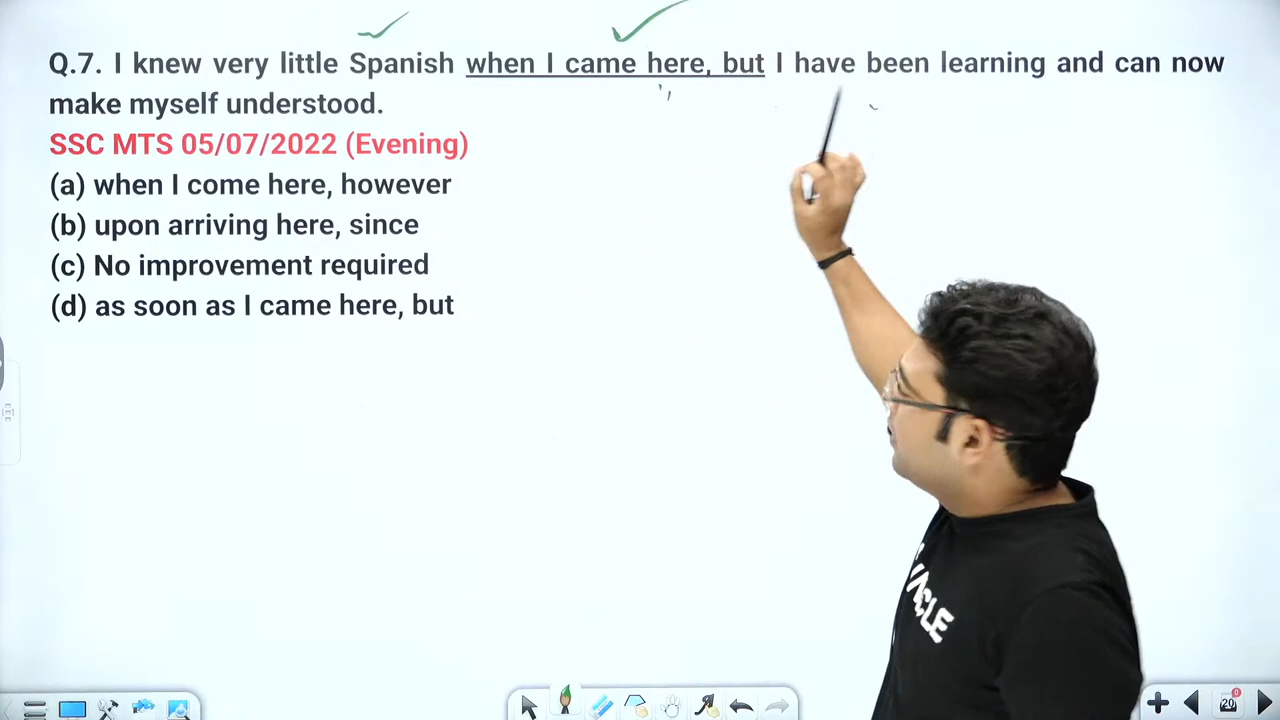 Q.7. I knew very little Spanish when I came here, but I have been learning and can now
make myself understood.
SSC MTS 05/07/2022 (Evening)
(a) when I come here, however
(b) upon arriving here, since
(c) No improvement required
(d) as soon as I came here, but
20
0